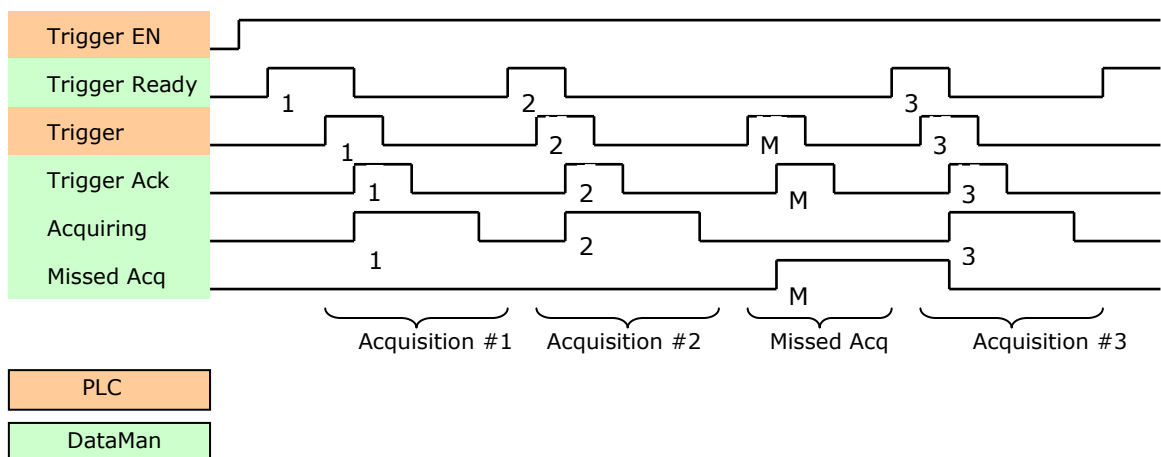 Trigger EN
Trigger Ready
1
2
3
Trigger
1
2
M
3
Trigger Ack
1
2
M
3
Acquiring
1
2
3
Missed Acq
M
Acquisition #1
Acquisition #2
Missed Acq
Acquisition #3
PLC
DataMan